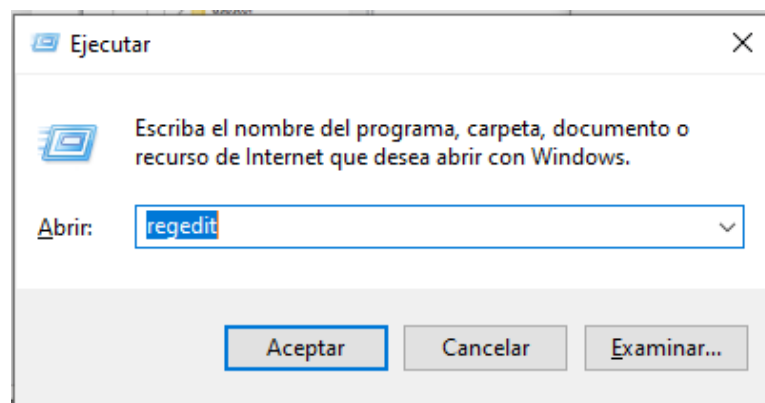 Ejecutar
Escriba el nombre del programa, carpeta, documento o
recurso de Internet que desea abrir con Windows.
Abrir:
regedit
Aceptar
Cancelar
Examinar...